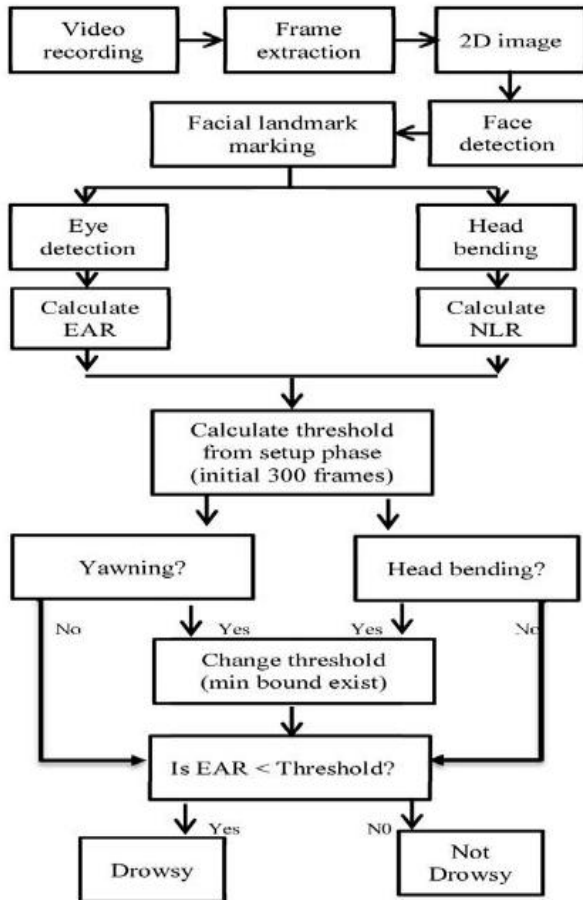 Video
recording
Frame
extraction
2D image
Facial landmark
marking
Face
detection
Eye
detection
Head
bending
Calculate
EAR
Calculate
NLR
Calculate threshold
from setup phase
(initial 300 frames)
Yawning?
Head bending?
No
Yes
Yes
No
Change threshold
(min bound exist)
Is EAR < Threshold?
Yes
N0
Drowsy
Not
Drowsy